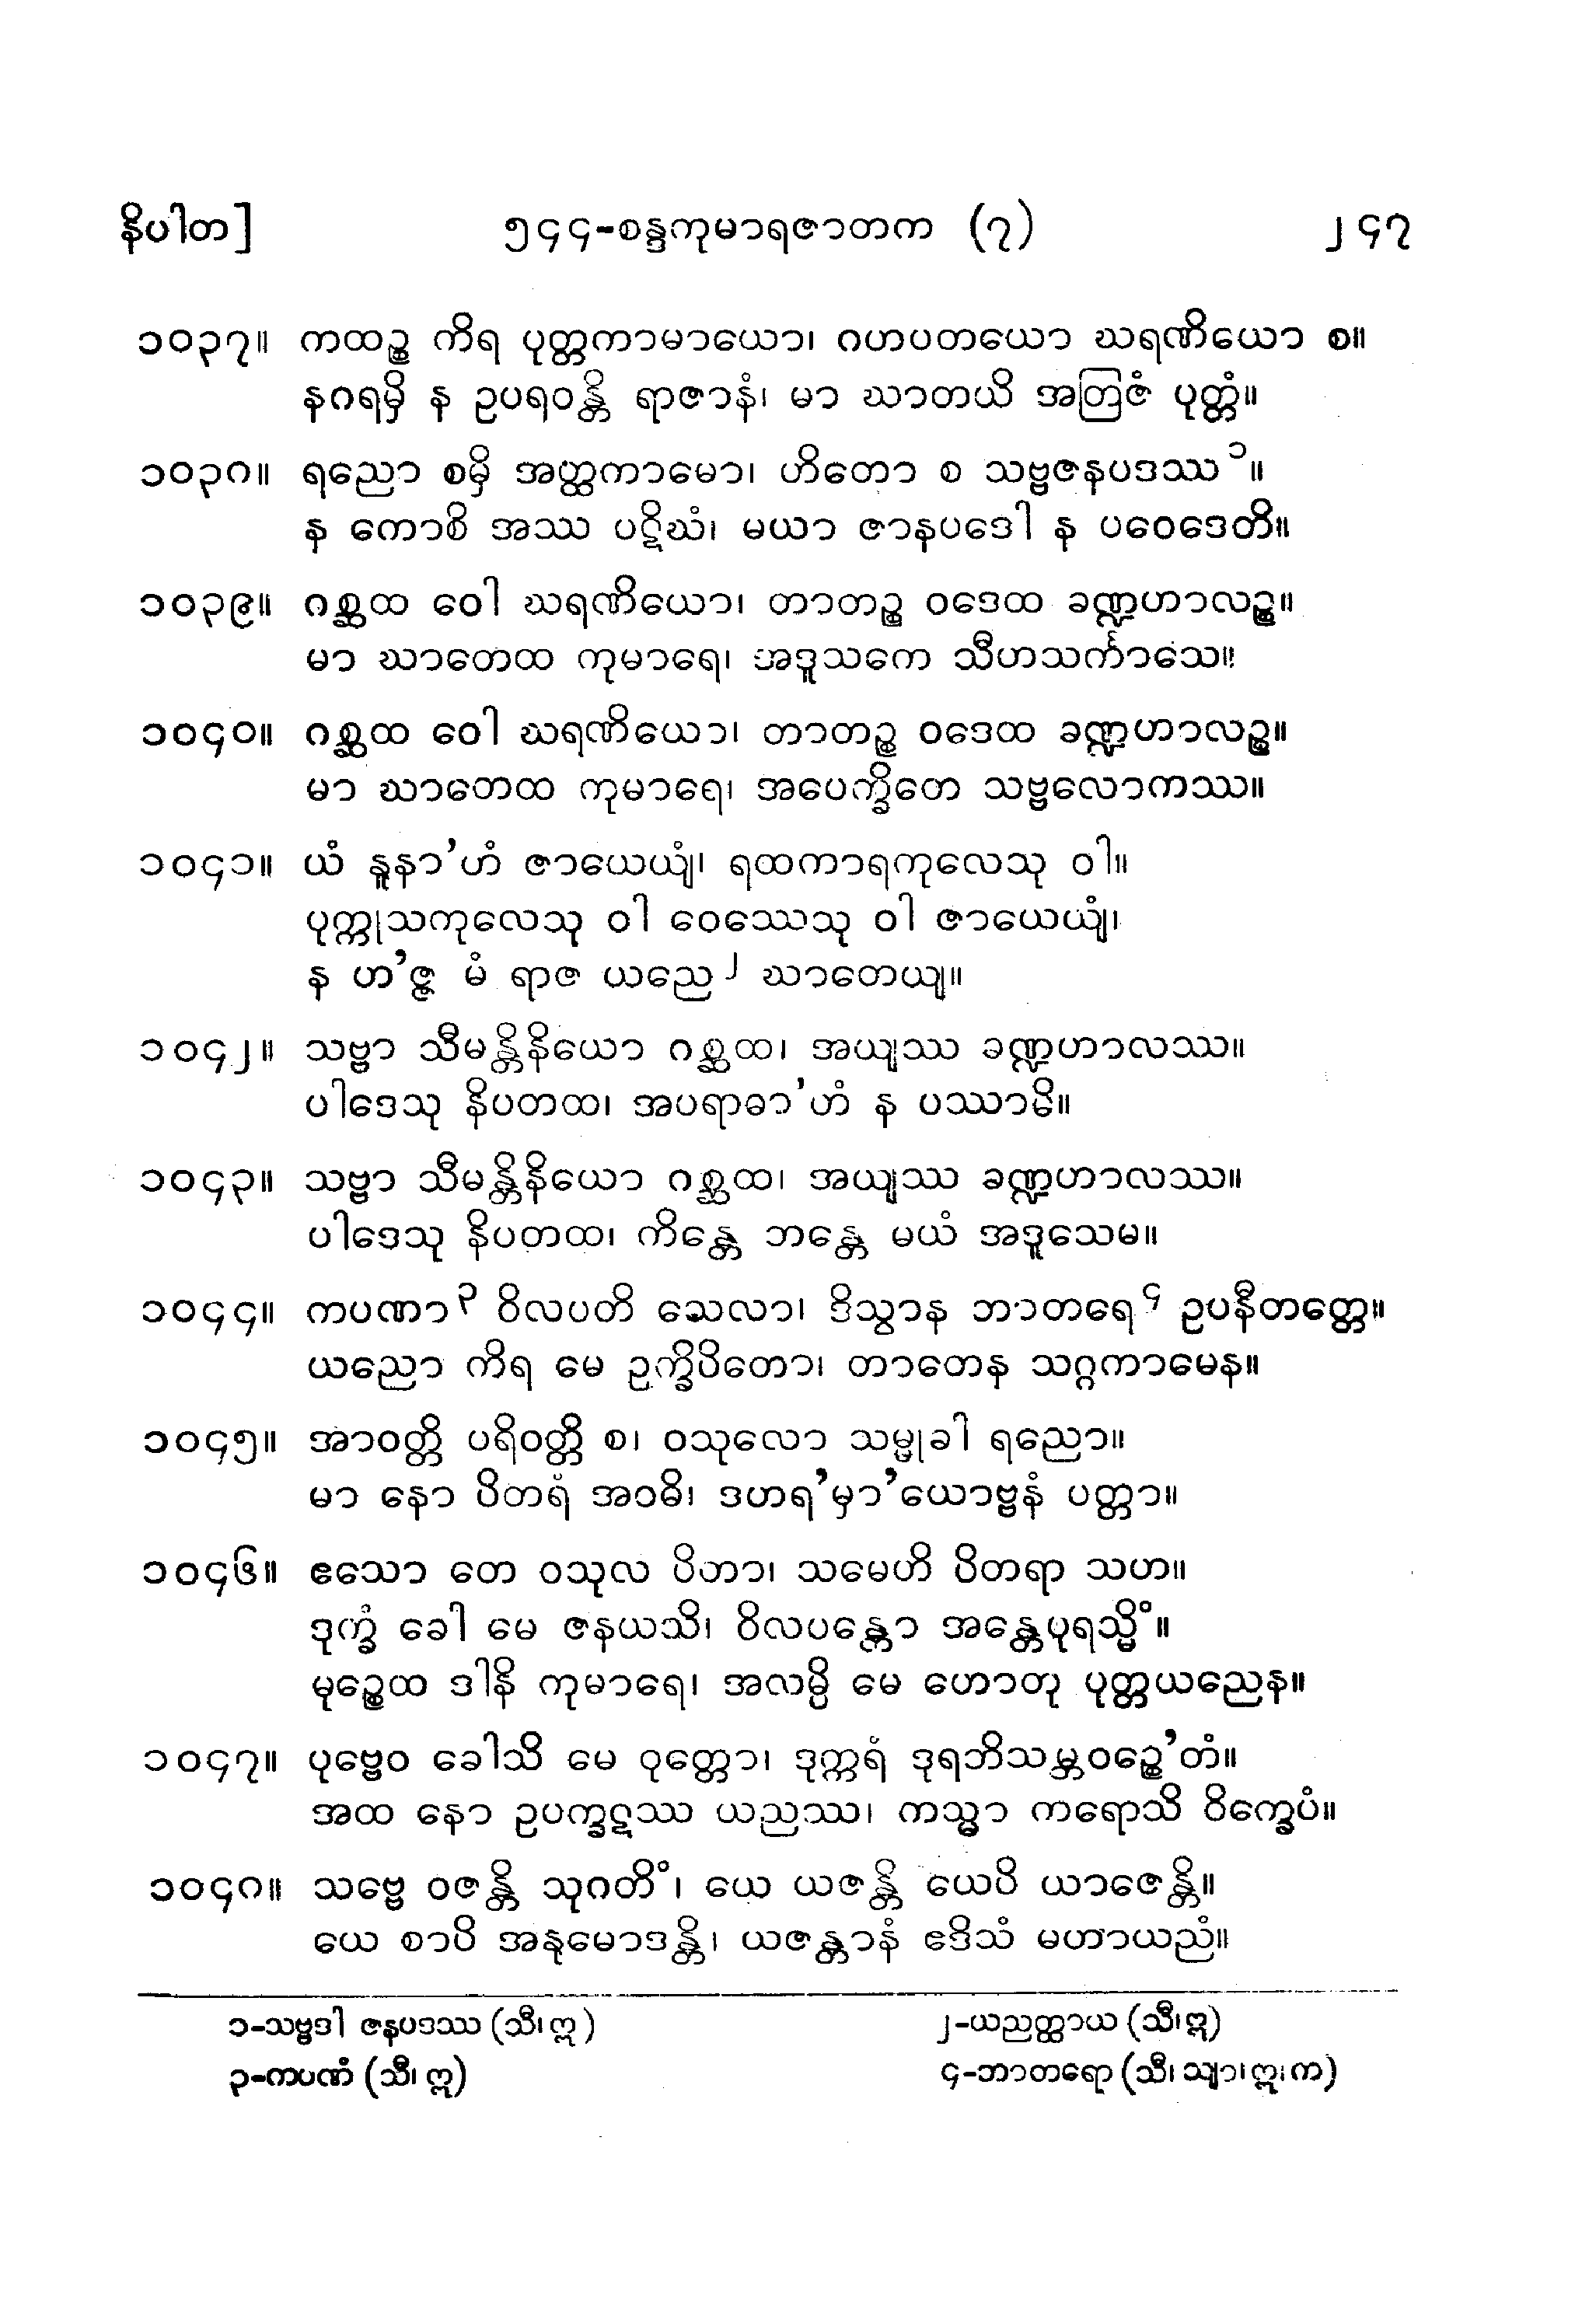 နိပါတ]	၅၄၄-စန္ဒကုမာရဇာတက (၇)	၂၄၇
၁၀၃၇။ ကထဉ္စ ကိရ ပုတ္တကာမာယော၊ ဂဟပတယော ဃရဏိယော စ။
နဂရမှိ န ဥပရဝန္တိ ရာဇာနံ၊ မာ ဃာတယိ အတြဇံ ပုတ္တံ။
၁၀၃၈။ ရညော စမှိ အတ္ထကာမော၊ ဟိတော စ သဗ္ဗဇနပဒဿ ၁။
န ကောစိ အဿ ပဋိဃံ၊ မယာ ဇာနပဒေါ န ပဝေဒေတိ။
၁၀၃၉။ ဂစ္ဆထ ဝေါ ဃရဏိယော၊ တာတဉ္စ ဝဒေထ ခဏ္ဍဟာလဉ္စ။
မာ ဃာတေထ ကုမာရေ၊ အဒူသကေ သီဟသင်္ကာသေ။
၁၀၄၀။ ဂစ္ဆထ ဝေါ ဃရဏိယော၊ တာတဉ္စ ဝဒေထ ခဏ္ဍဟာလဉ္စ။
မာ ဃာတေထ ကုမာရေ၊ အပေက္ခိတေ သဗ္ဗလောကဿ။
၁၀၄၁။ ယံ နူနာ’ဟံ ဇာယေယျံ၊ ရထကာရကုလေသု ဝါ။
ပုက္ကုသကုလေသု ဝါ ဝေဿေသု ဝါ ဇာယေယျံ၊
န ဟ’ဇ္ဇ မံ ရာဇ ယညေ ၂ ဃာတေယျ။
၁၀၄၂။ သဗ္ဗာ သီမန္တိနိယော ဂစ္ဆထ၊ အယျဿ ခဏ္ဍဟာလဿ။
ပါဒေသု နိပတထ၊ အပရာဓာ’ဟံ န ပဿာမိ။
၁၀၄၃။ သဗ္ဗာ သီမန္တိနိယော ဂစ္ဆထ၊ အယျဿ ခဏ္ဍဟာလဿ။
ပါဒေသု နိပတထ၊ ကိန္တေ ဘန္တေ မယံ အဒူသေမ။
၁၀၄၄။ ကပဏာ ၃ ဝိလပတိ သေလာ၊ ဒိသွာန ဘာတရေ ၄ ဥပနီတတ္တေ။
ယညော ကိရ မေ ဥက္ခိပိတော၊ တာတေန သဂ္ဂကာမေန။
၁၀၄၅။ အာဝတ္တိ ပရိဝတ္တိ စ၊ ဝသုလော သမ္မုခါ ရညော။
မာ နော ပိတရံ အဝဓိ၊ ဒဟရ’မှာ’ယောဗ္ဗနံ ပတ္တာ။
၁၀၄၆။ ဧသော တေ ဝသုလ ပိတာ၊ သမေဟိ ပိတရာ သဟ။
ဒုက္ခံ ခေါ မေ ဇနယသိ၊ ဝိလပန္တော အန္တေပုရသ္မိံ။
မုဉ္စေထ ဒါနိ ကုမာရေ၊ အလမ္ပိ မေ ဟောတု ပုတ္တယညေန။
၁၀၄၇။ ပုဗ္ဗေဝ ခေါသိ မေ ဝုတ္တော၊ ဒုက္ကရံ ဒုရဘိသမ္ဘဝဉ္စေ’တံ။
အထ နော ဥပက္ခဋဿ ယညဿ၊ ကသ္မာ ကရောသိ ဝိက္ခေပံ။
၁၀၄၈။ သဗ္ဗေ ဝဇန္တိ သုဂတိံ၊ ယေ ယဇန္တိ ယေပိ ယာဇေန္တိ။
ယေ စာပိ အနုမောဒန္တိ၊ ယဇန္တာနံ ဧဒိသံ မဟာယညံ။
၁-သဗ္ဗဒါ ဇနပဒဿ (သီ၊ ဣ)	၂-ယညတ္ထာယ (သီ၊ ဣ)
၃-ကပဏံ (သီ၊ ဣ)	၄-ဘာတရော (သီ၊ သျာ၊ ဣ၊ က)